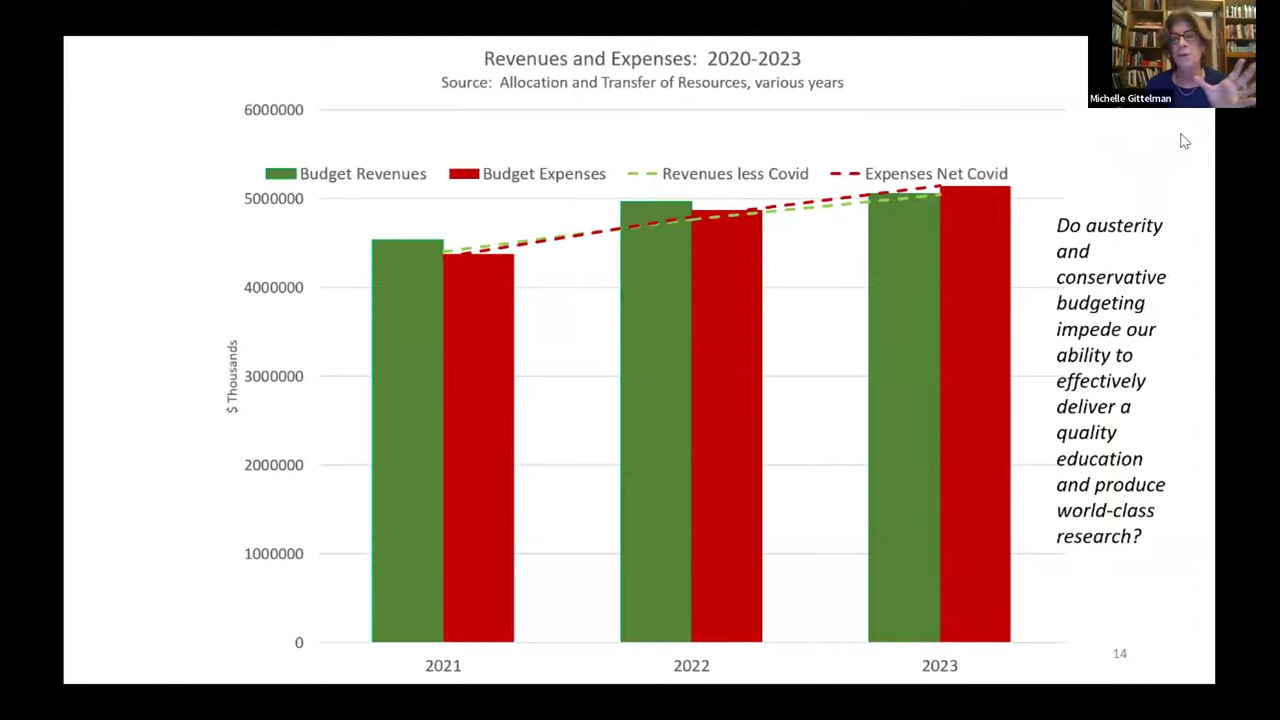 Revenues and Expenses: 2020-2023
Source: Allocation and Transfer of Resources, various years
Michelle Gittelman
6000000
Budget Revenues Budget Expenses Revenues less Covid Expenses Net Covid
5000000
4000000
3000000
2000000
1000000
0
$ Thousands
2021 2022 2023
Do austerity
and
conservative
budgeting
impede our
ability to
effectively
deliver a
quality
education
and produce
world-class
research?
14